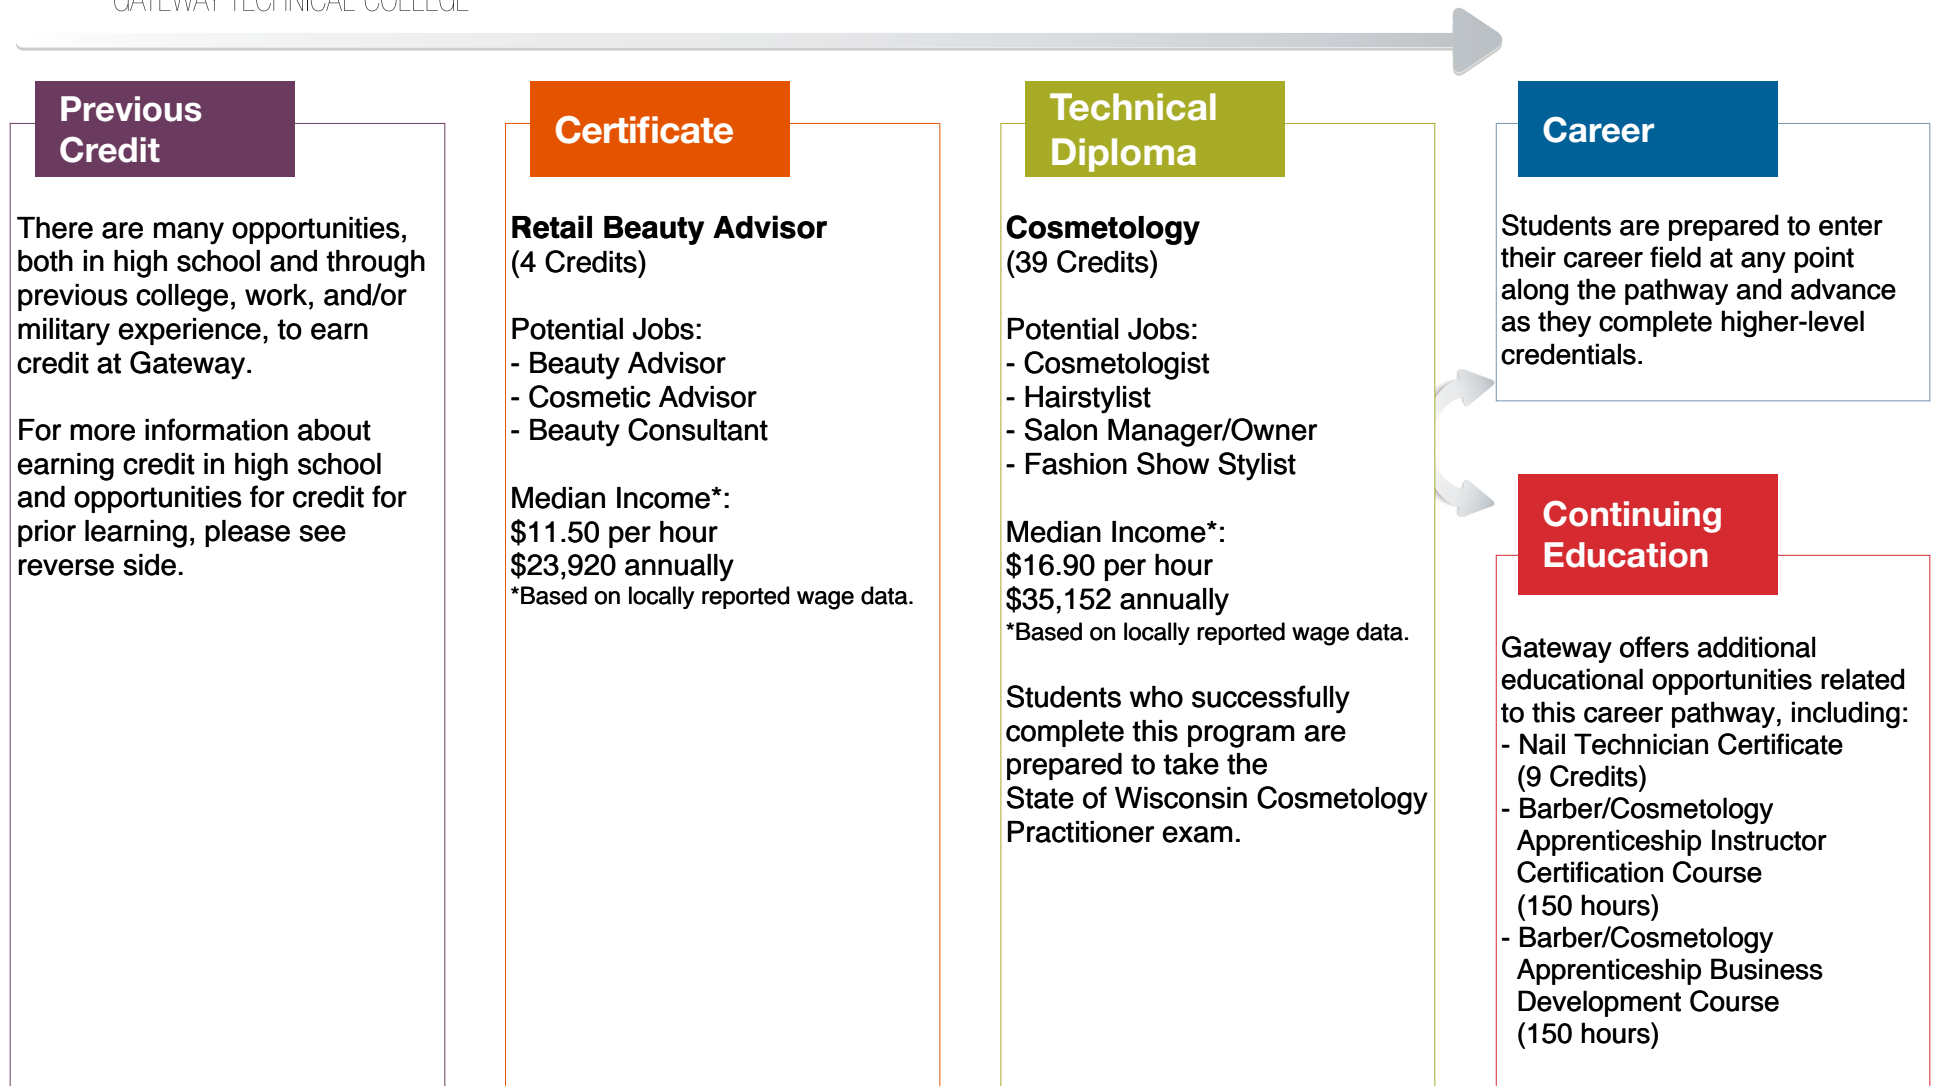 GATEWAY TECHNICAL COLLEGE
Previous
Credit
There are many opportunities,
both in high school and through
previous college, work, and/or
military experience, to earn
credit at Gateway.
For more information about
earning credit in high school
and opportunities for credit for
prior learning, please see
reverse side.
Certificate
Retail Beauty Advisor
(4 Credits)
Potential Jobs:
- Beauty Advisor
- Cosmetic Advisor
- Beauty Consultant
Median Income*:
$11.50 per hour
$23,920 annually
*Based on locally reported wage data.
Technical
Diploma
Cosmetology
(39 Credits)
Potential Jobs:
- Cosmetologist
- Hairstylist
- Salon Manager/Owner
- Fashion Show Stylist
Median Income*:
$16.90 per hour
$35,152 annually
*Based on locally reported wage data.
Students who successfully
complete this program are
prepared to take the
State of Wisconsin Cosmetology
Practitioner exam.
Career
Students are prepared to enter
their career field at any point
along the pathway and advance
as they complete higher-level
credentials.
Continuing
Education
Gateway offers additional
educational opportunities related
to this career pathway, including:
- Nail Technician Certificate
(9 Credits)
- Barber/Cosmetology
Apprenticeship Instructor
Certification Course
(150 hours)
- Barber/Cosmetology
Apprenticeship Business
Development Course
(150 hours)